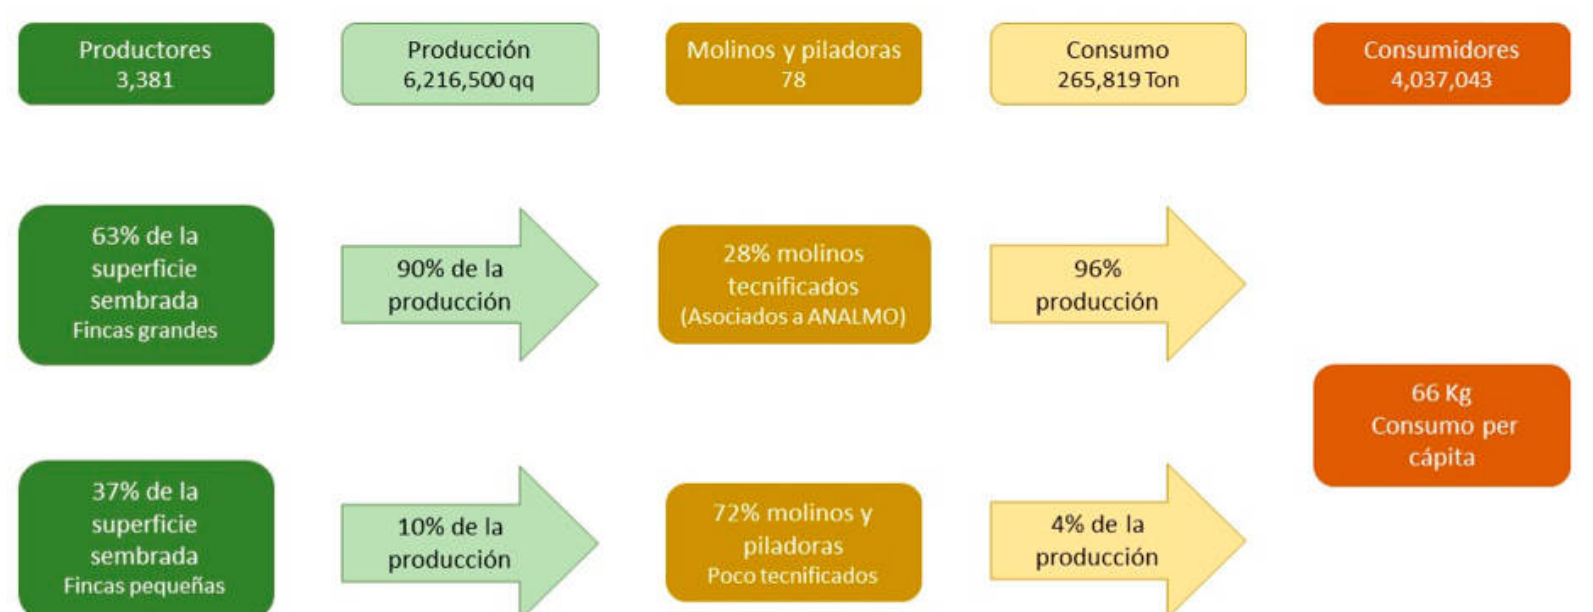 Productores
3,381
Producción
6,216,500 qq
Molinos y piladoras
78
Consumo
265,819 Ton
Consumidores
4,037,043
63% de la
superficie
sembrada
Fincas grandes
90% de la
producción
28% molinos
tecnificados
(Asociados a ANALMO)
96%
producción
66 Kg
Consumo per
cápita
37% de la
superficie
sembrada
Fincas pequeñas
10% de la
producción
72% molinos y
piladoras
Poco tecnificados
4% de la
producción